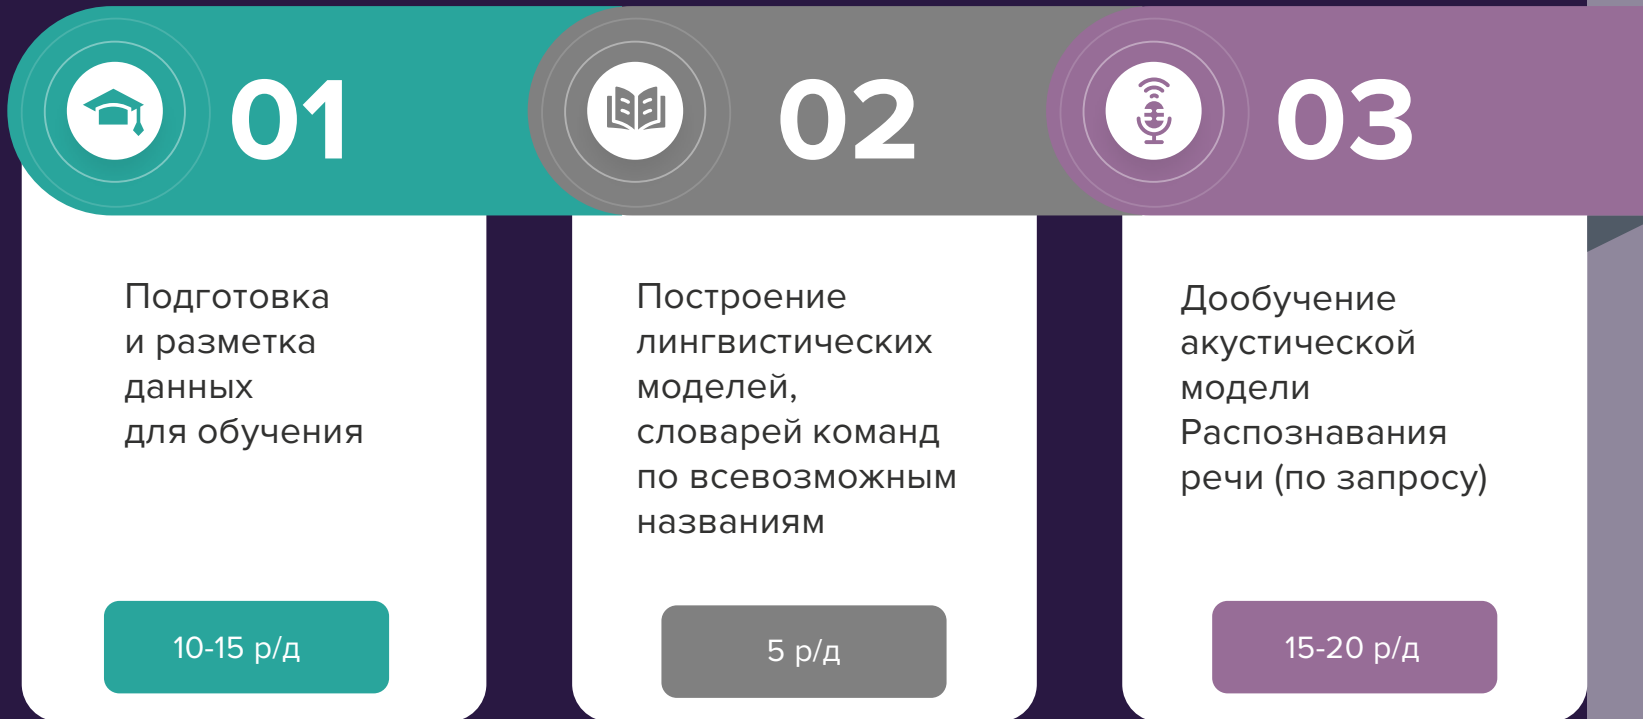 01
Подготовка
и разметка
данных
для обучения
10-15 р/д
02
Построение
лингвистических
моделей,
словарей команд
по всевозможным
названиям
5 р/д
03
Дообучение
акустической
модели
Распознавания
речи (по запросу)
15-20 р/д